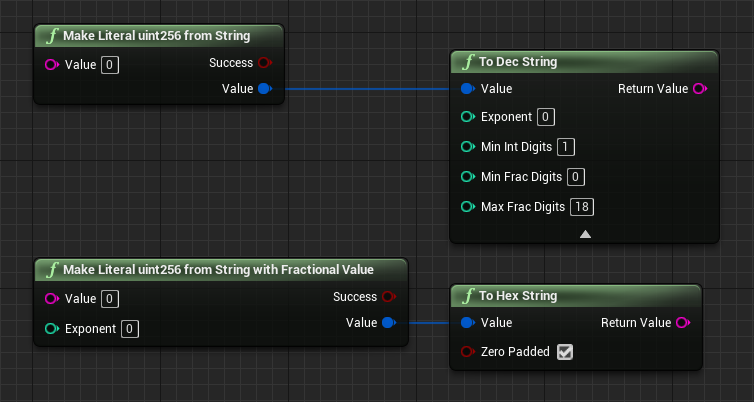 f Make Literal uint256 from String
Value 0
Success
Value
f To Dec String
Value
Return Value
Exponent 0
Min Int Digits 1
Min Frac Digits 0
Max Frac Digits 18
f Make Literal uint256 from String with Fractional Value
Value 0
Success
Exponent 0
Value
f To Hex String
Value
Return Value
Zero Padded